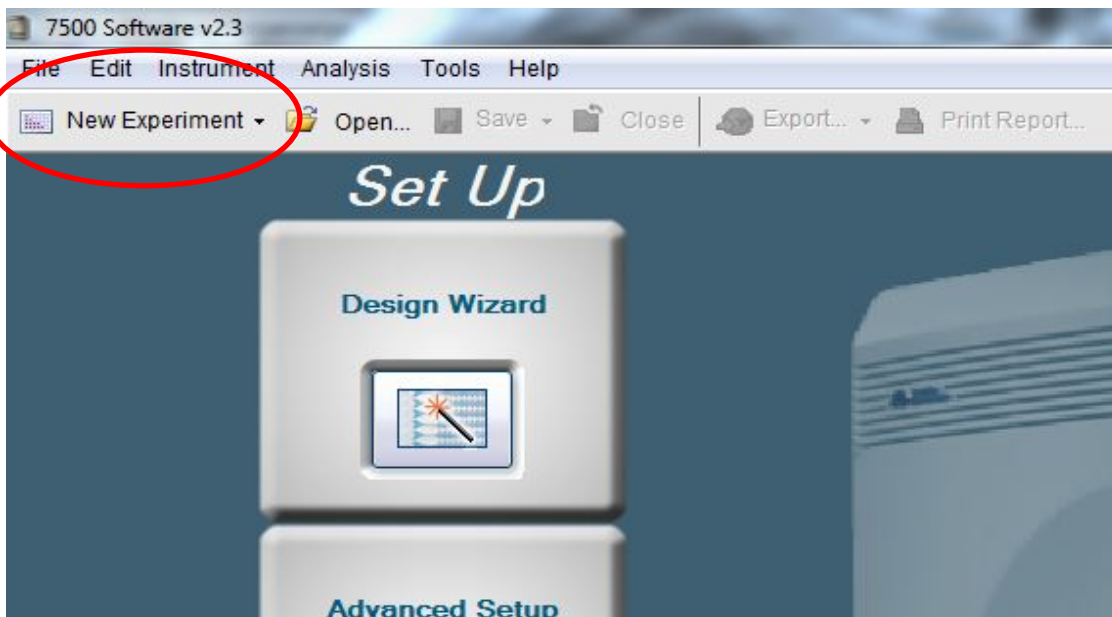 7500 Software v2.3
File Edit Instrument Analysis Tools Help
New Experiment Open... Save Close Export... Print Report...
Set Up
Design Wizard
Advanced Setup